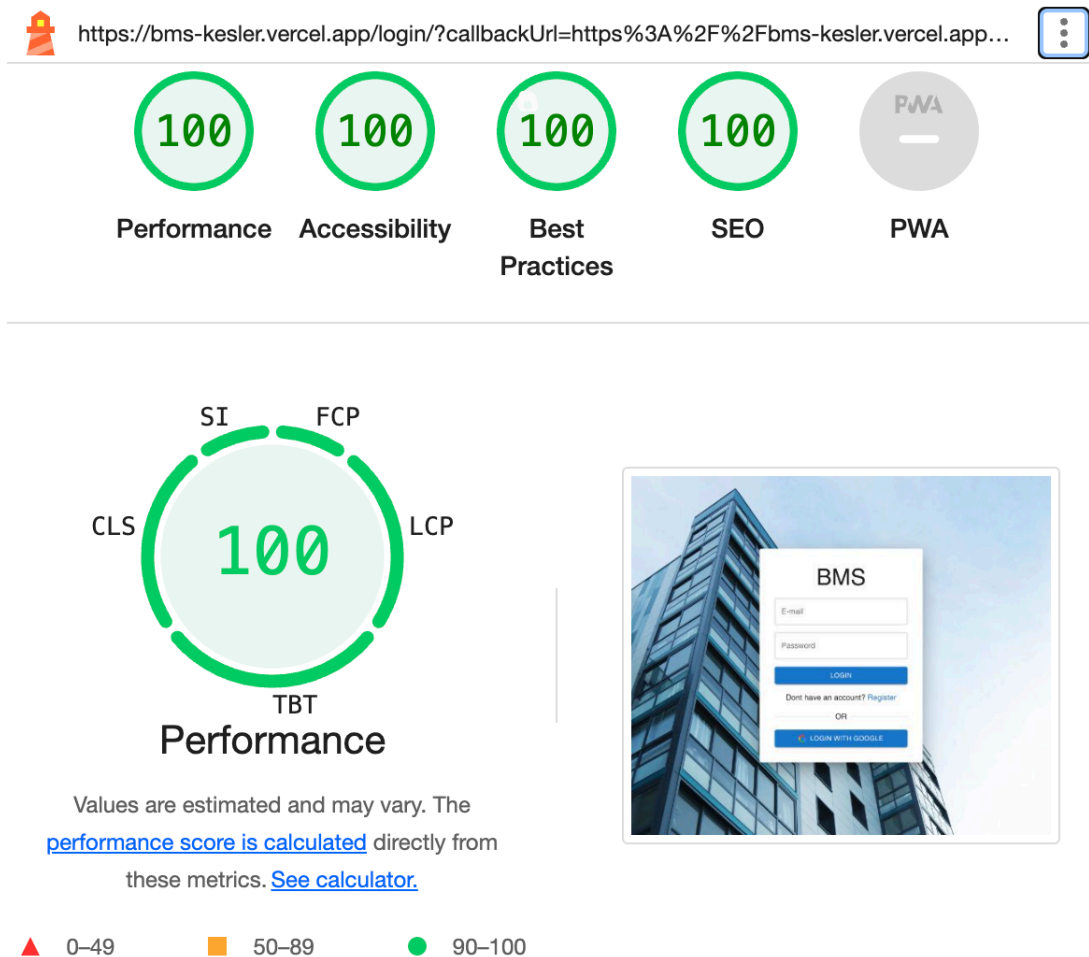 https://bms-kesler.vercel.app/login/?callbackUrl=https%3A%2F%2Fbms-kesler.vercel.app…
100 100 100 100 PWA
Performance Accessibility Best Practices SEO PWA
SI FCP
CLS LCP
100
TBT
Performance
Values are estimated and may vary. The
performance score is calculated directly from
these metrics. See calculator.
BMS
E-mail
Password
LOGIN
Dont have an account? Register
OR
LOGIN WITH GOOGLE
0–49 50–89 90–100